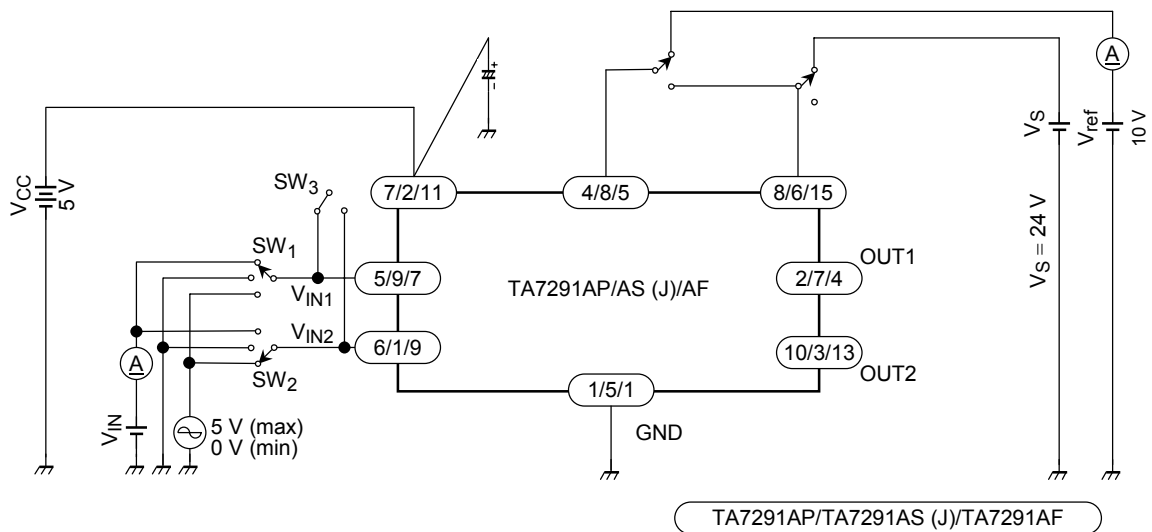 A
- +
VS
Vref
10 V
VCC
5 V
SW3
7/2/11
4/8/5
8/6/15
VS = 24 V
SW1
5/9/7
VIN1
TA7291AP/AS (J)/AF
2/7/4
OUT1
VIN2
6/1/9
10/3/13
OUT2
A
SW2
1/5/1
GND
VIN
5 V (max)
0 V (min)
TA7291AP/TA7291AS (J)/TA7291AF